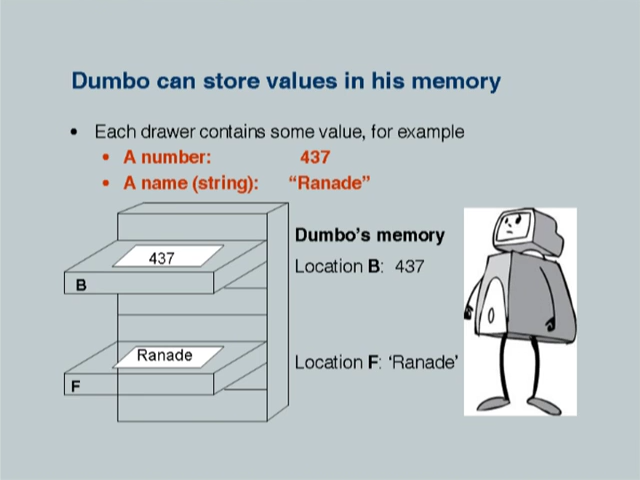 Dumbo can store values in his memory
• Each drawer contains some value, for example
• A number: 437
• A name (string): “Ranade”
Dumbo's memory
437
Location B: 437
B
Ranade
Location F: ‘Ranade’
F